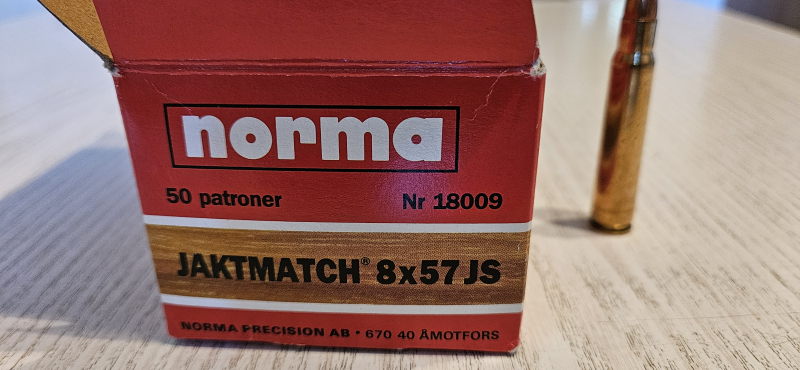 norma
50 patroner Nr 18009
JAKTMATCH® 8x57 JS
NORMA PRECISION AB · 670 40 ÅMOTFORS